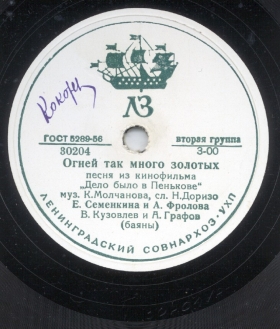 ЛЗ
ГОСТ 5289-56 вторая группа
30204 3-00
Огней так много золотых
песня из кинофильма
„Дело было в Пенькове"
муз. К.Молчанова, сл. Н.Доризо
Е. Семенкина и А. Фролова
В. Кузовлев и А. Графов
(баяны)
ЛЕНИНГРАДСКИЙ СОВНАРХОЗ·УХП